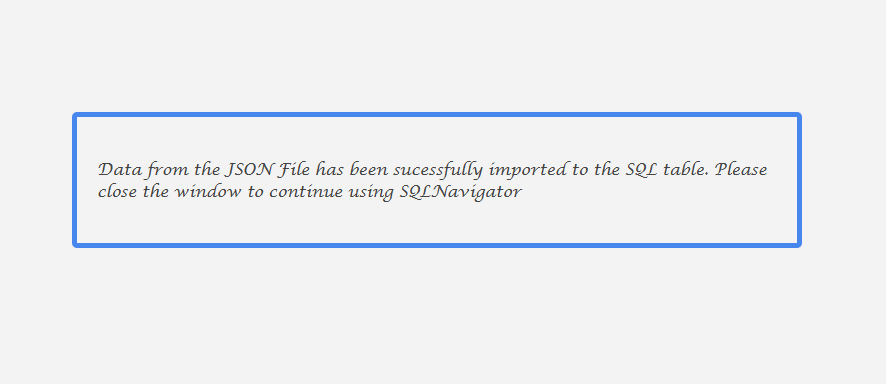 Data from the JSON File has been sucessfully imported to the SQL table. Please
close the window to continue using SQLNavigator